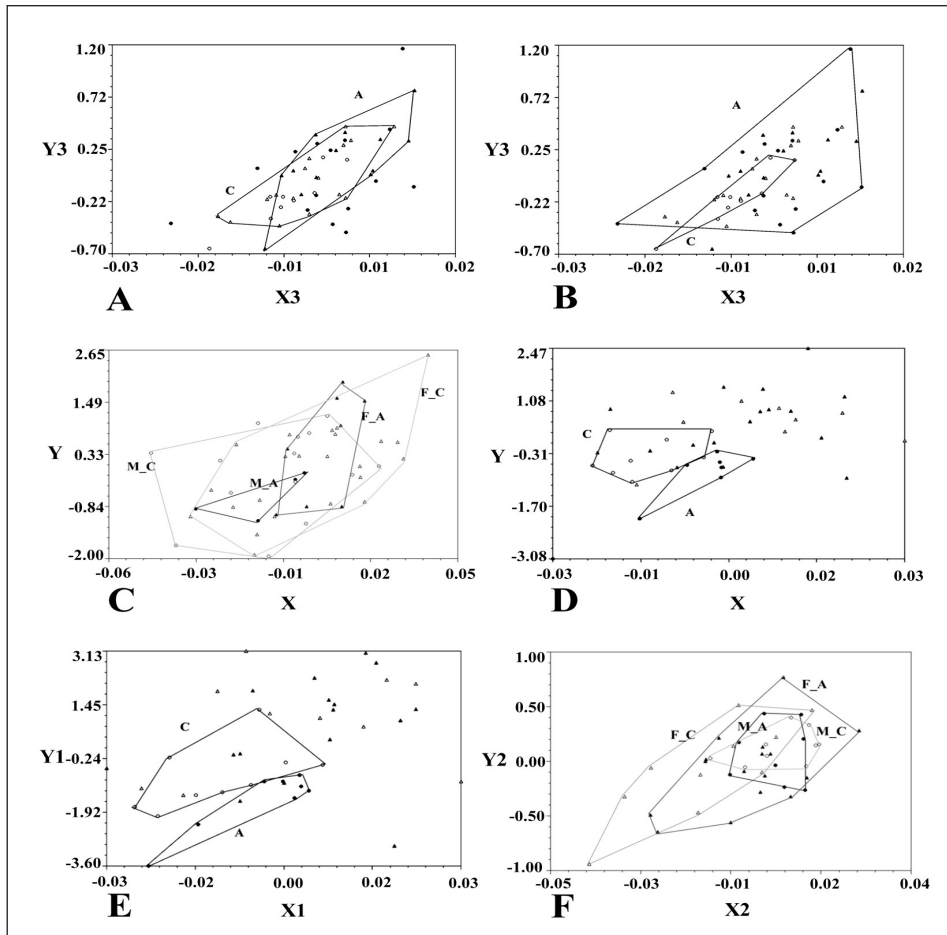 1.20
0.72
A
Y3
0.25
C
-0.22
-0.70
-0.03
-0.02
-0.01
0.01
0.02
A
X3
1.20
0.72
A
Y3
0.25
-0.22
C
-0.70
-0.03
-0.02
-0.01
0.01
0.02
B
X3
2.65
1.49
F_C
F_A
Y
0.33
M_C
M_A
-0.84
-2.00
-0.06
-0.03
-0.01
0.02
0.05
C
X
2.47
1.08
C
Y
-0.31
-1.70
A
-3.08
-0.03
-0.01
0.00
0.02
0.03
D
X
3.13
1.45
C
Y1
-0.24
-1.92
A
-3.60
-0.03
-0.02
0.00
0.02
0.03
E
X1
1.00
F_A
0.50
F_C
M_A
M_C
Y2
0.00
-0.50
-1.00
-0.05
-0.03
-0.01
0.02
0.04
F
X2